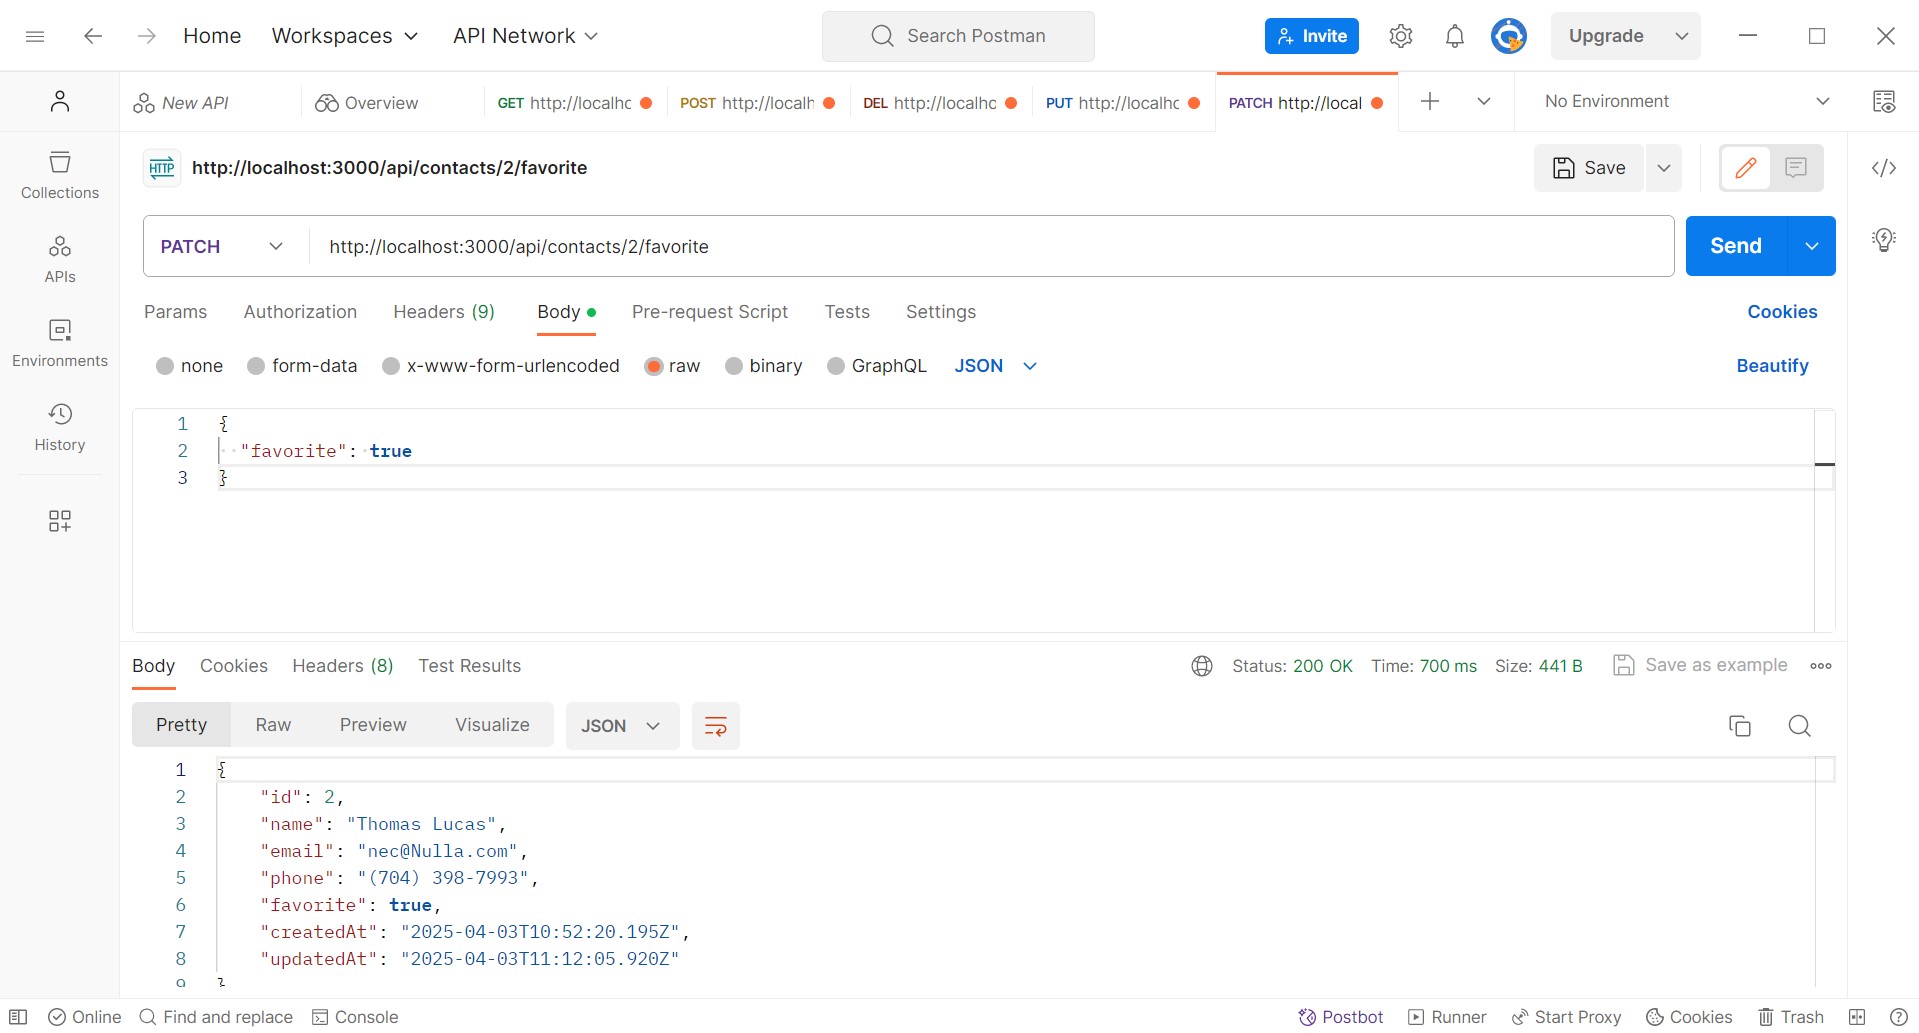 Home Workspaces API Network Search Postman Invite Upgrade
New API Overview GET http://localhc POST http://localh DEL http://localhc PUT http://localhc PATCH http://local No Environment
HTTP http://localhost:3000/api/contacts/2/favorite Save
Collections
APIs
Environments
History
PATCH http://localhost:3000/api/contacts/2/favorite Send
Params Authorization Headers (9) Body Pre-request Script Tests Settings Cookies
none form-data x-www-form-urlencoded raw binary GraphQL JSON Beautify
1 {
2 "favorite": true
3 }
Body Cookies Headers (8) Test Results Status: 200 OK Time: 700 ms Size: 441 B Save as example
Pretty Raw Preview Visualize JSON
1 {
2 "id": 2,
3 "name": "Thomas Lucas",
4 "email": "nec@Nulla.com",
5 "phone": "(704) 398-7993",
6 "favorite": true,
7 "createdAt": "2025-04-03T10:52:20.195Z",
8 "updatedAt": "2025-04-03T11:12:05.920Z"
9 }
Online Find and replace Console Postbot Runner Start Proxy Cookies Trash